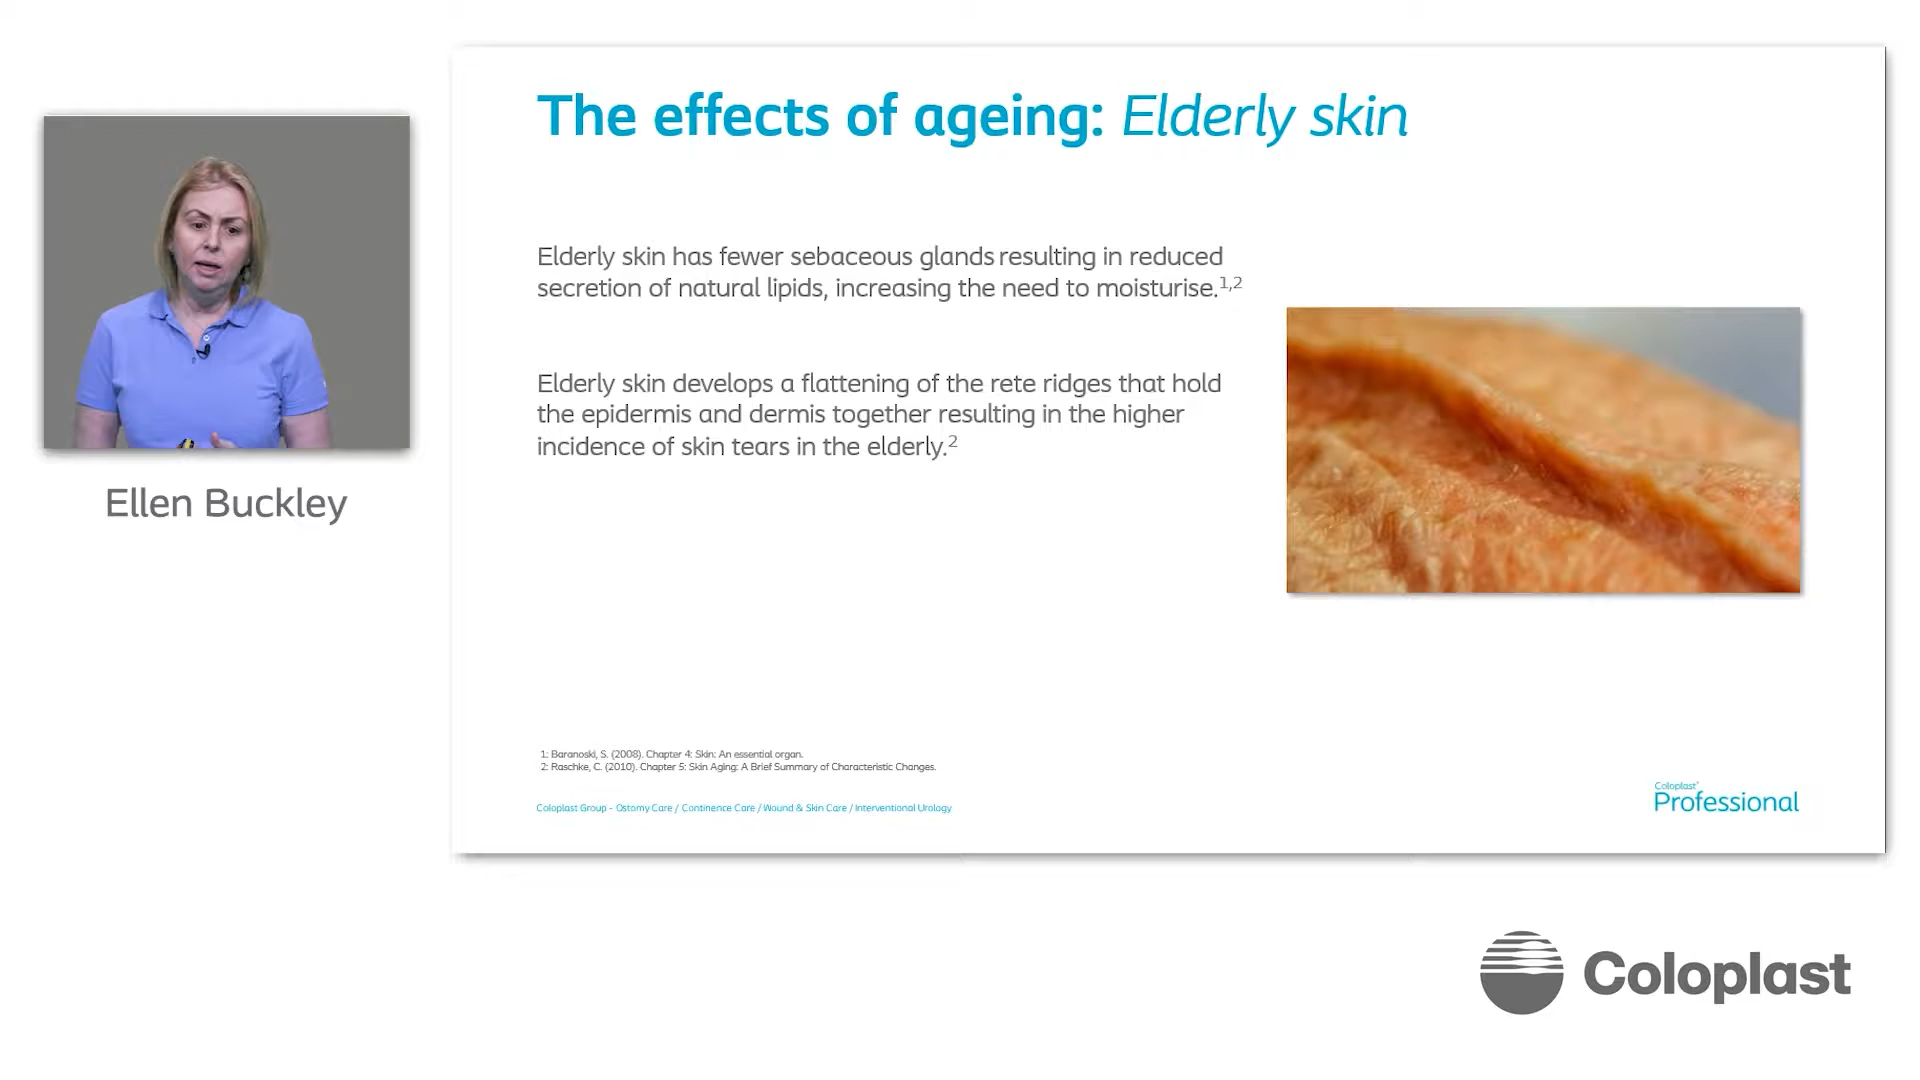 The effects of ageing: Elderly skin
Elderly skin has fewer sebaceous glands resulting in reduced
secretion of natural lipids, increasing the need to moisturise.1,2
Elderly skin develops a flattening of the rete ridges that hold
the epidermis and dermis together resulting in the higher
incidence of skin tears in the elderly.2
Ellen Buckley
1: Baranoski, S. (2008). Chapter 4: Skin: An essential organ.
2: Raschke, C. (2010). Chapter 5: Skin Aging: A Brief Summary of Characteristic Changes.
Coloplast Group - Ostomy Care / Continence Care / Wound & Skin Care / Interventional Urology
Coloplast®
Professional
Coloplast